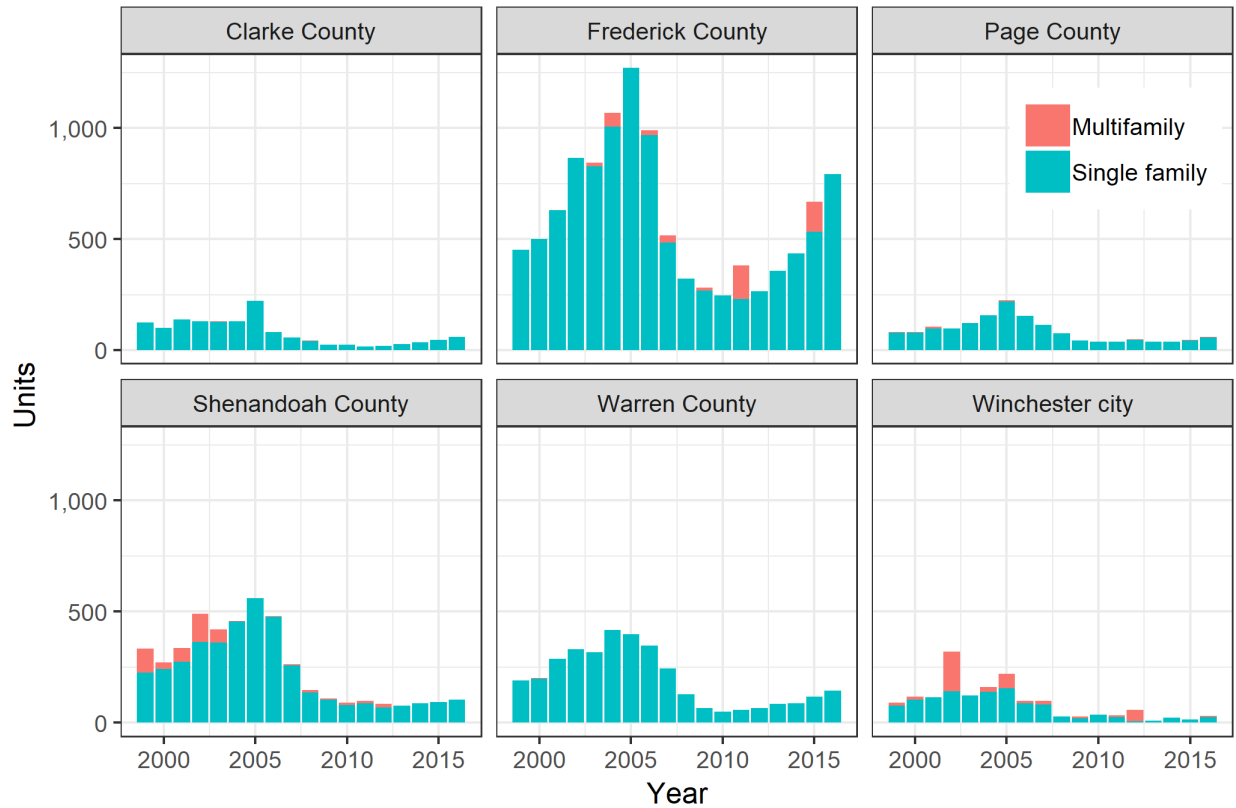 Clarke County
Frederick County
Page County
1,000
500
0
Multifamily
Single family
Units
Shenandoah County
Warren County
Winchester city
1,000
500
0
2000 2005 2010 2015
2000 2005 2010 2015
2000 2005 2010 2015
Year